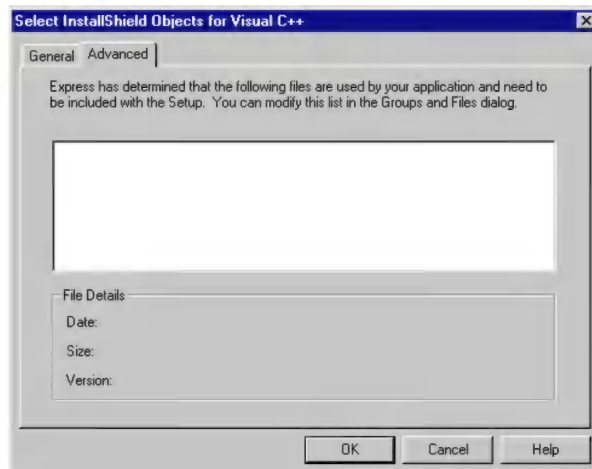 Select InstallShield Objects for Visual C++
General Advanced
Express has determined that the following files are used by your application and need to
be included with the Setup. You can modify this list in the Groups and Files dialog.
File Details
Date:
Size:
Version:
OK Cancel Help